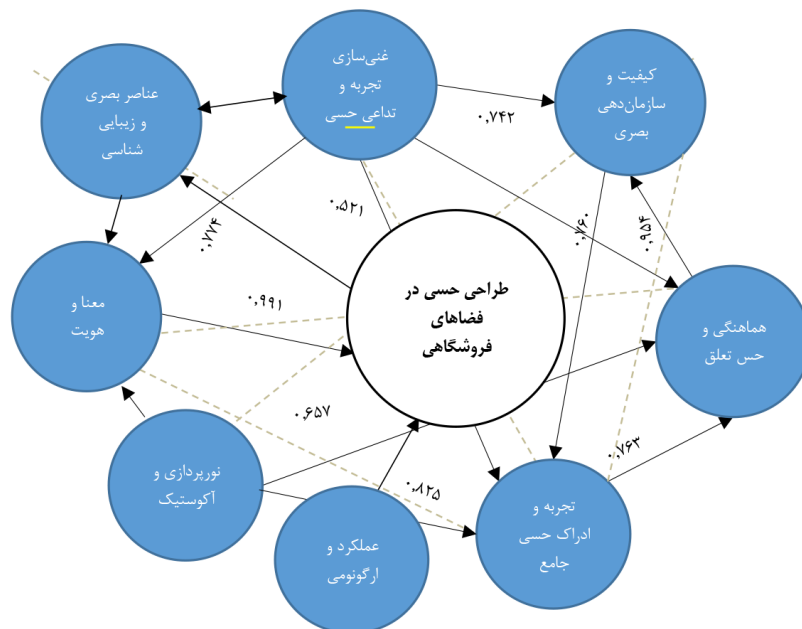 غنی‌سازی
تجربه و
تداعی حسی
کیفیت و
سازمان‌دهی
بصری
عناصر بصری
و زیبایی
شناسی
۰,۷۴۲
۰,۵۲۱
۰,۷۷۴
۰,۷۶۰
۰,۹۵۴
طراحی حسی در
فضاهای
فروشگاهی
معنا و
هویت
۰,۹۹۱
هماهنگی و
حس تعلق
۰,۶۵۷
۰,۷۶۳
۰,۸۲۵
نورپردازی و
آکوستیک
عملکرد و
ارگونومی
تجربه و
ادراک حسی
جامع